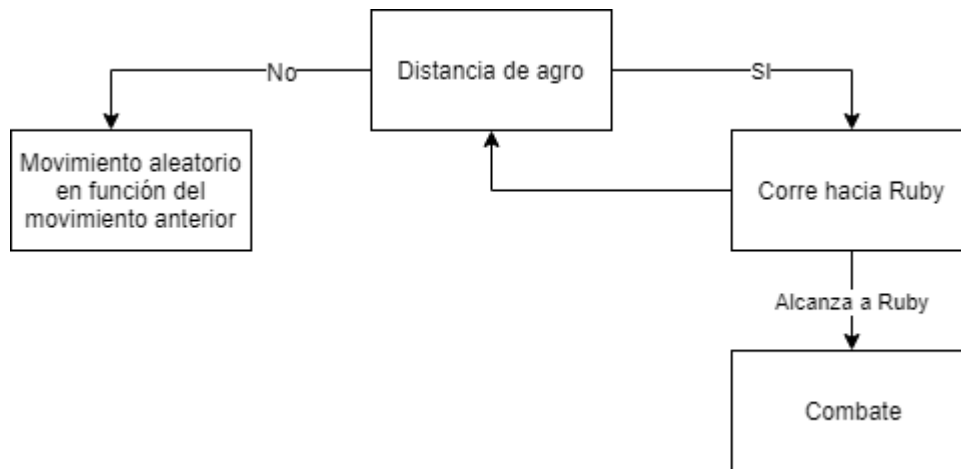 Distancia de agro
No
SI
Movimiento aleatorio
en función del
movimiento anterior
Corre hacia Ruby
Alcanza a Ruby
Combate